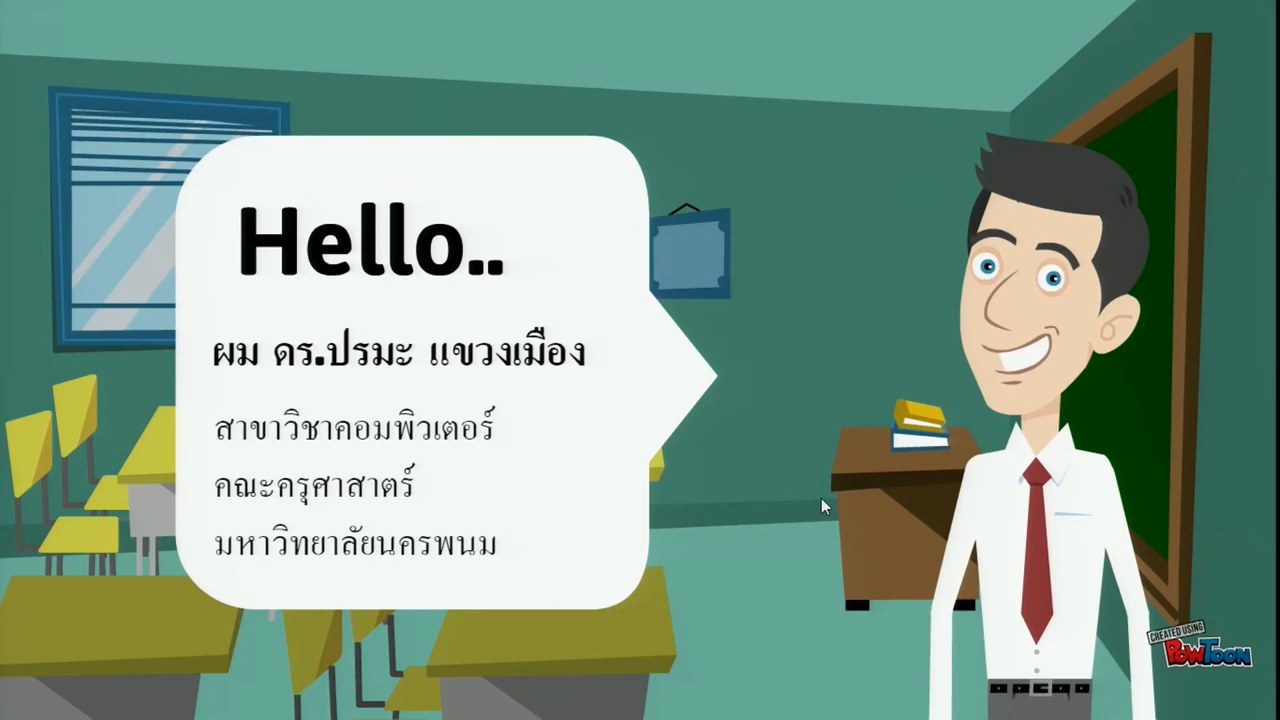 Hello..
ผม ดร.ปรมะ แขวงเมือง
สาขาวิชาคอมพิวเตอร์
คณะครุศาสาตร์
มหาวิทยาลัยนครพนม
CREATED USING
POWTOON